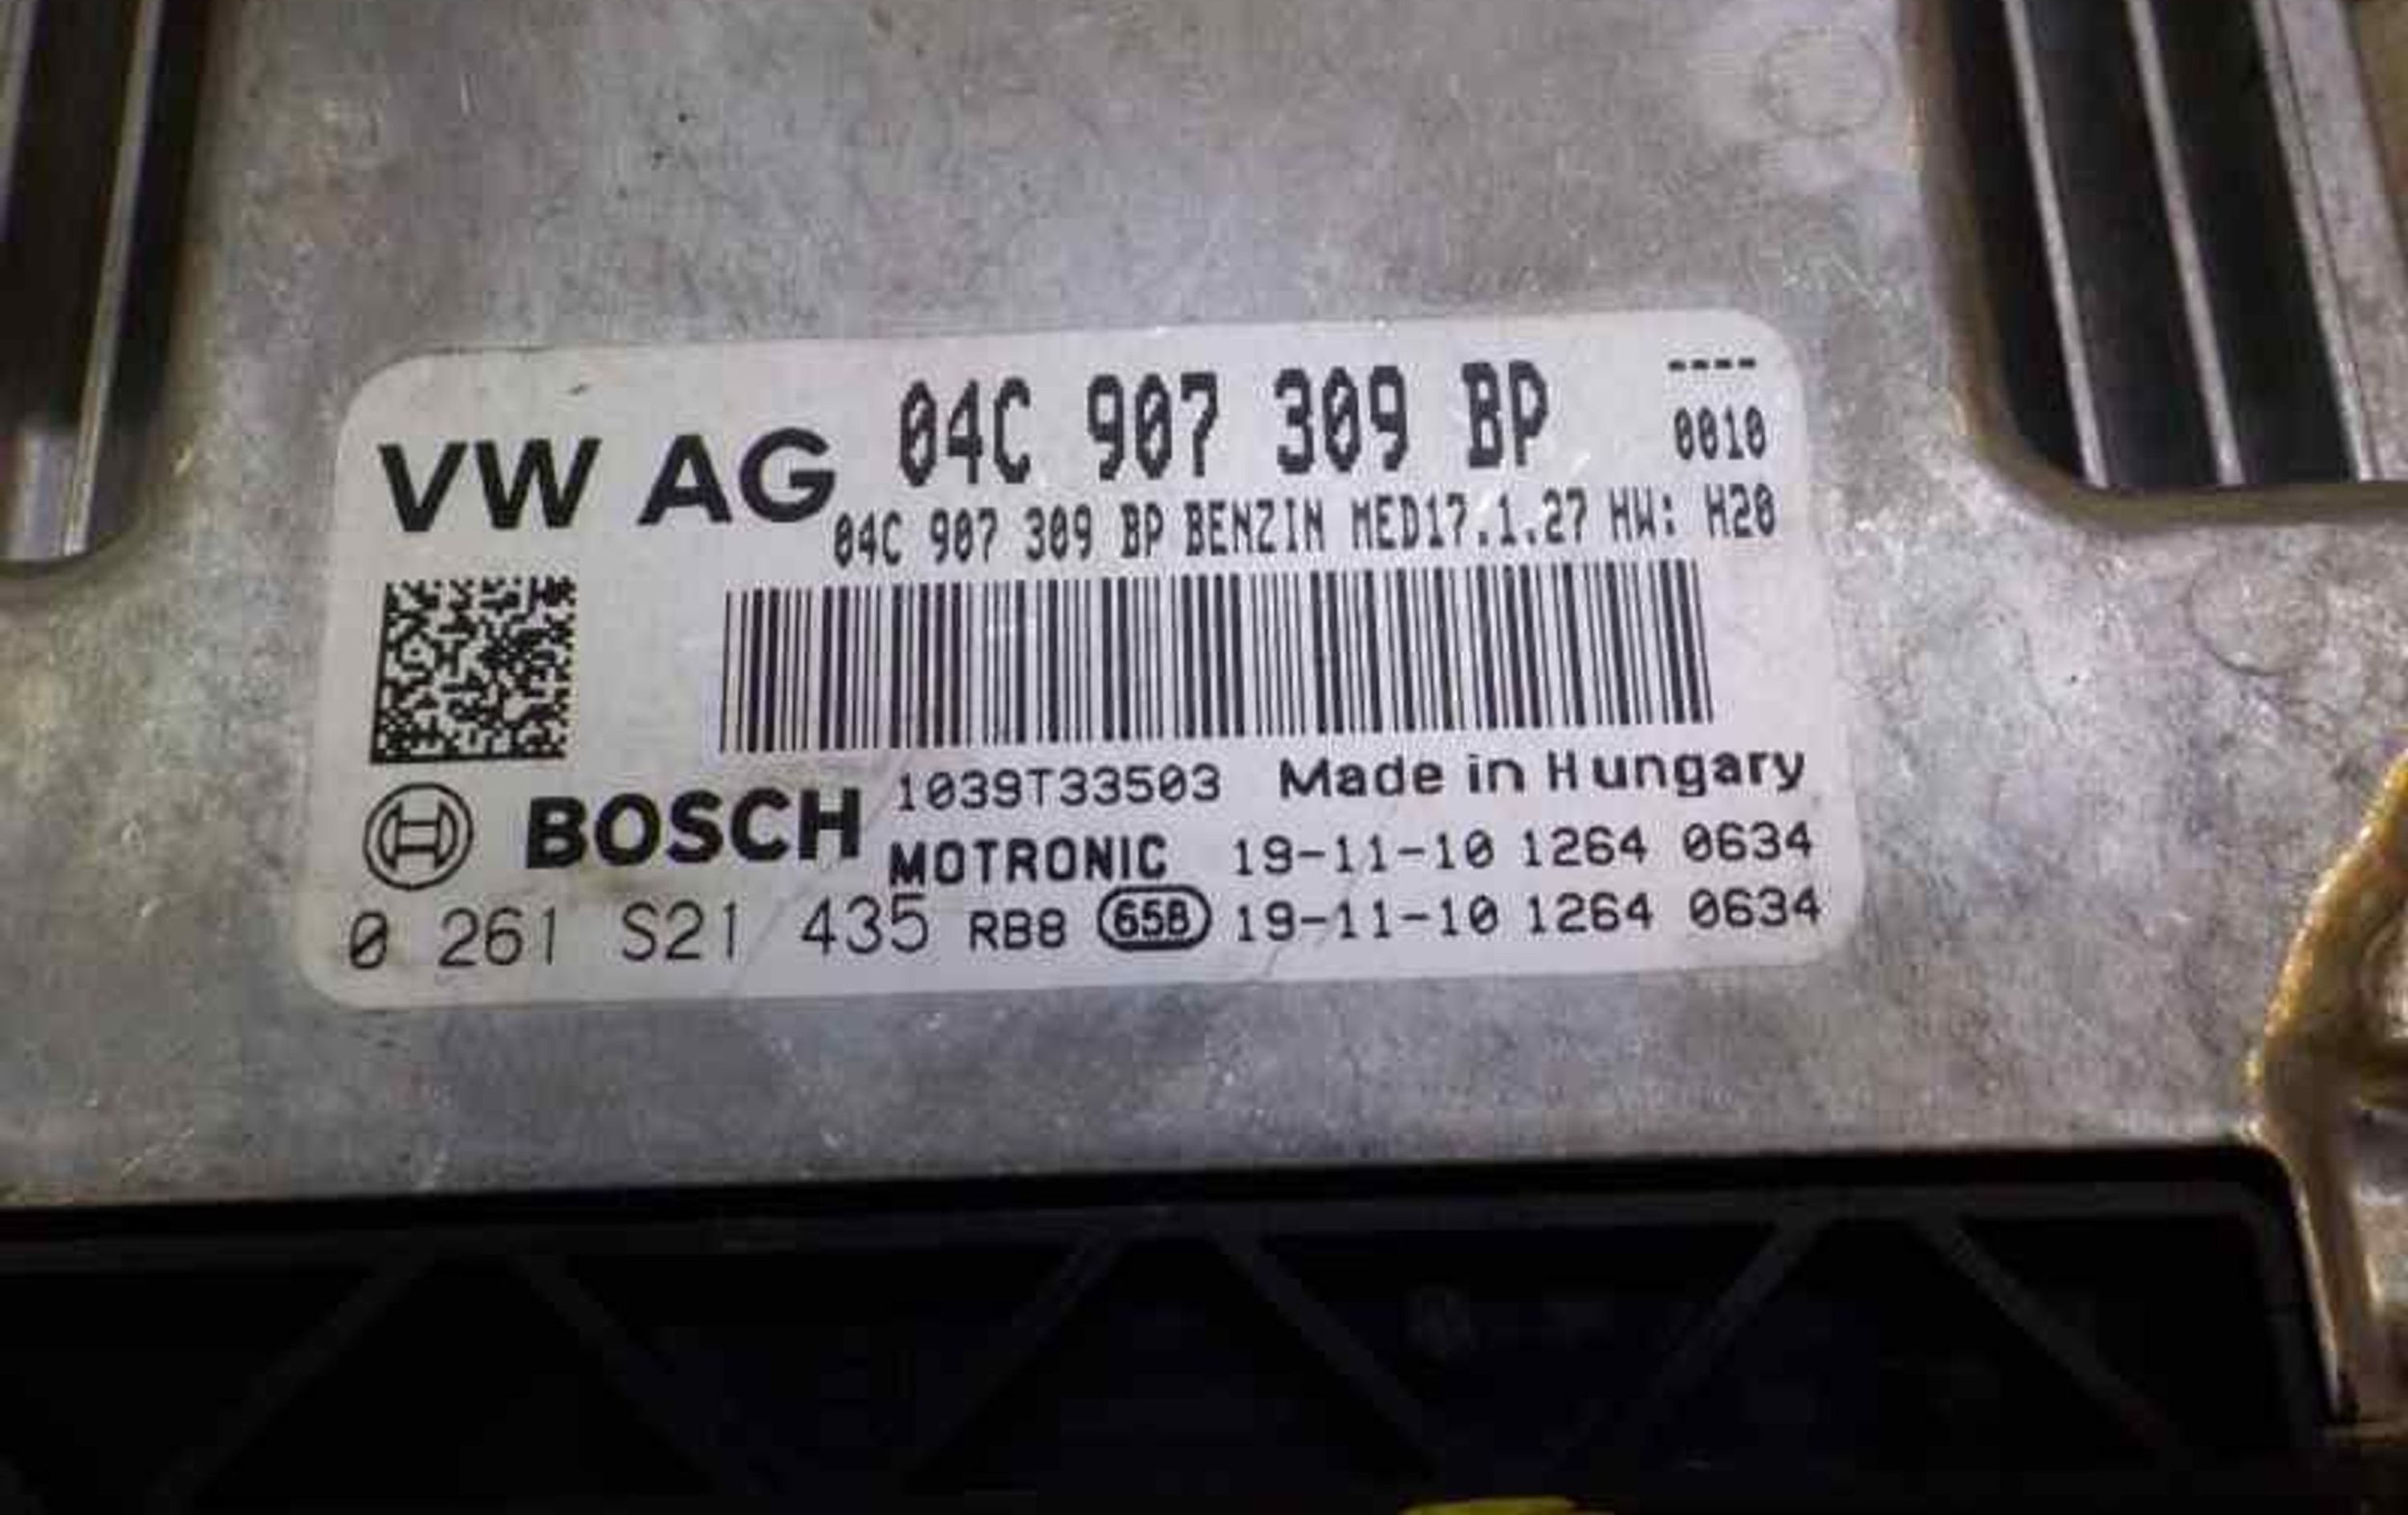 VW AG 04C 907 309 BP ----
0010
04C 907 309 BP BENZIN MED17.1.27 HW: H20
BOSCH 1039T33503 Made in Hungary
MOTRONIC 19-11-10 1264 0634
0 261 S21 435 RB8 65B 19-11-10 1264 0634